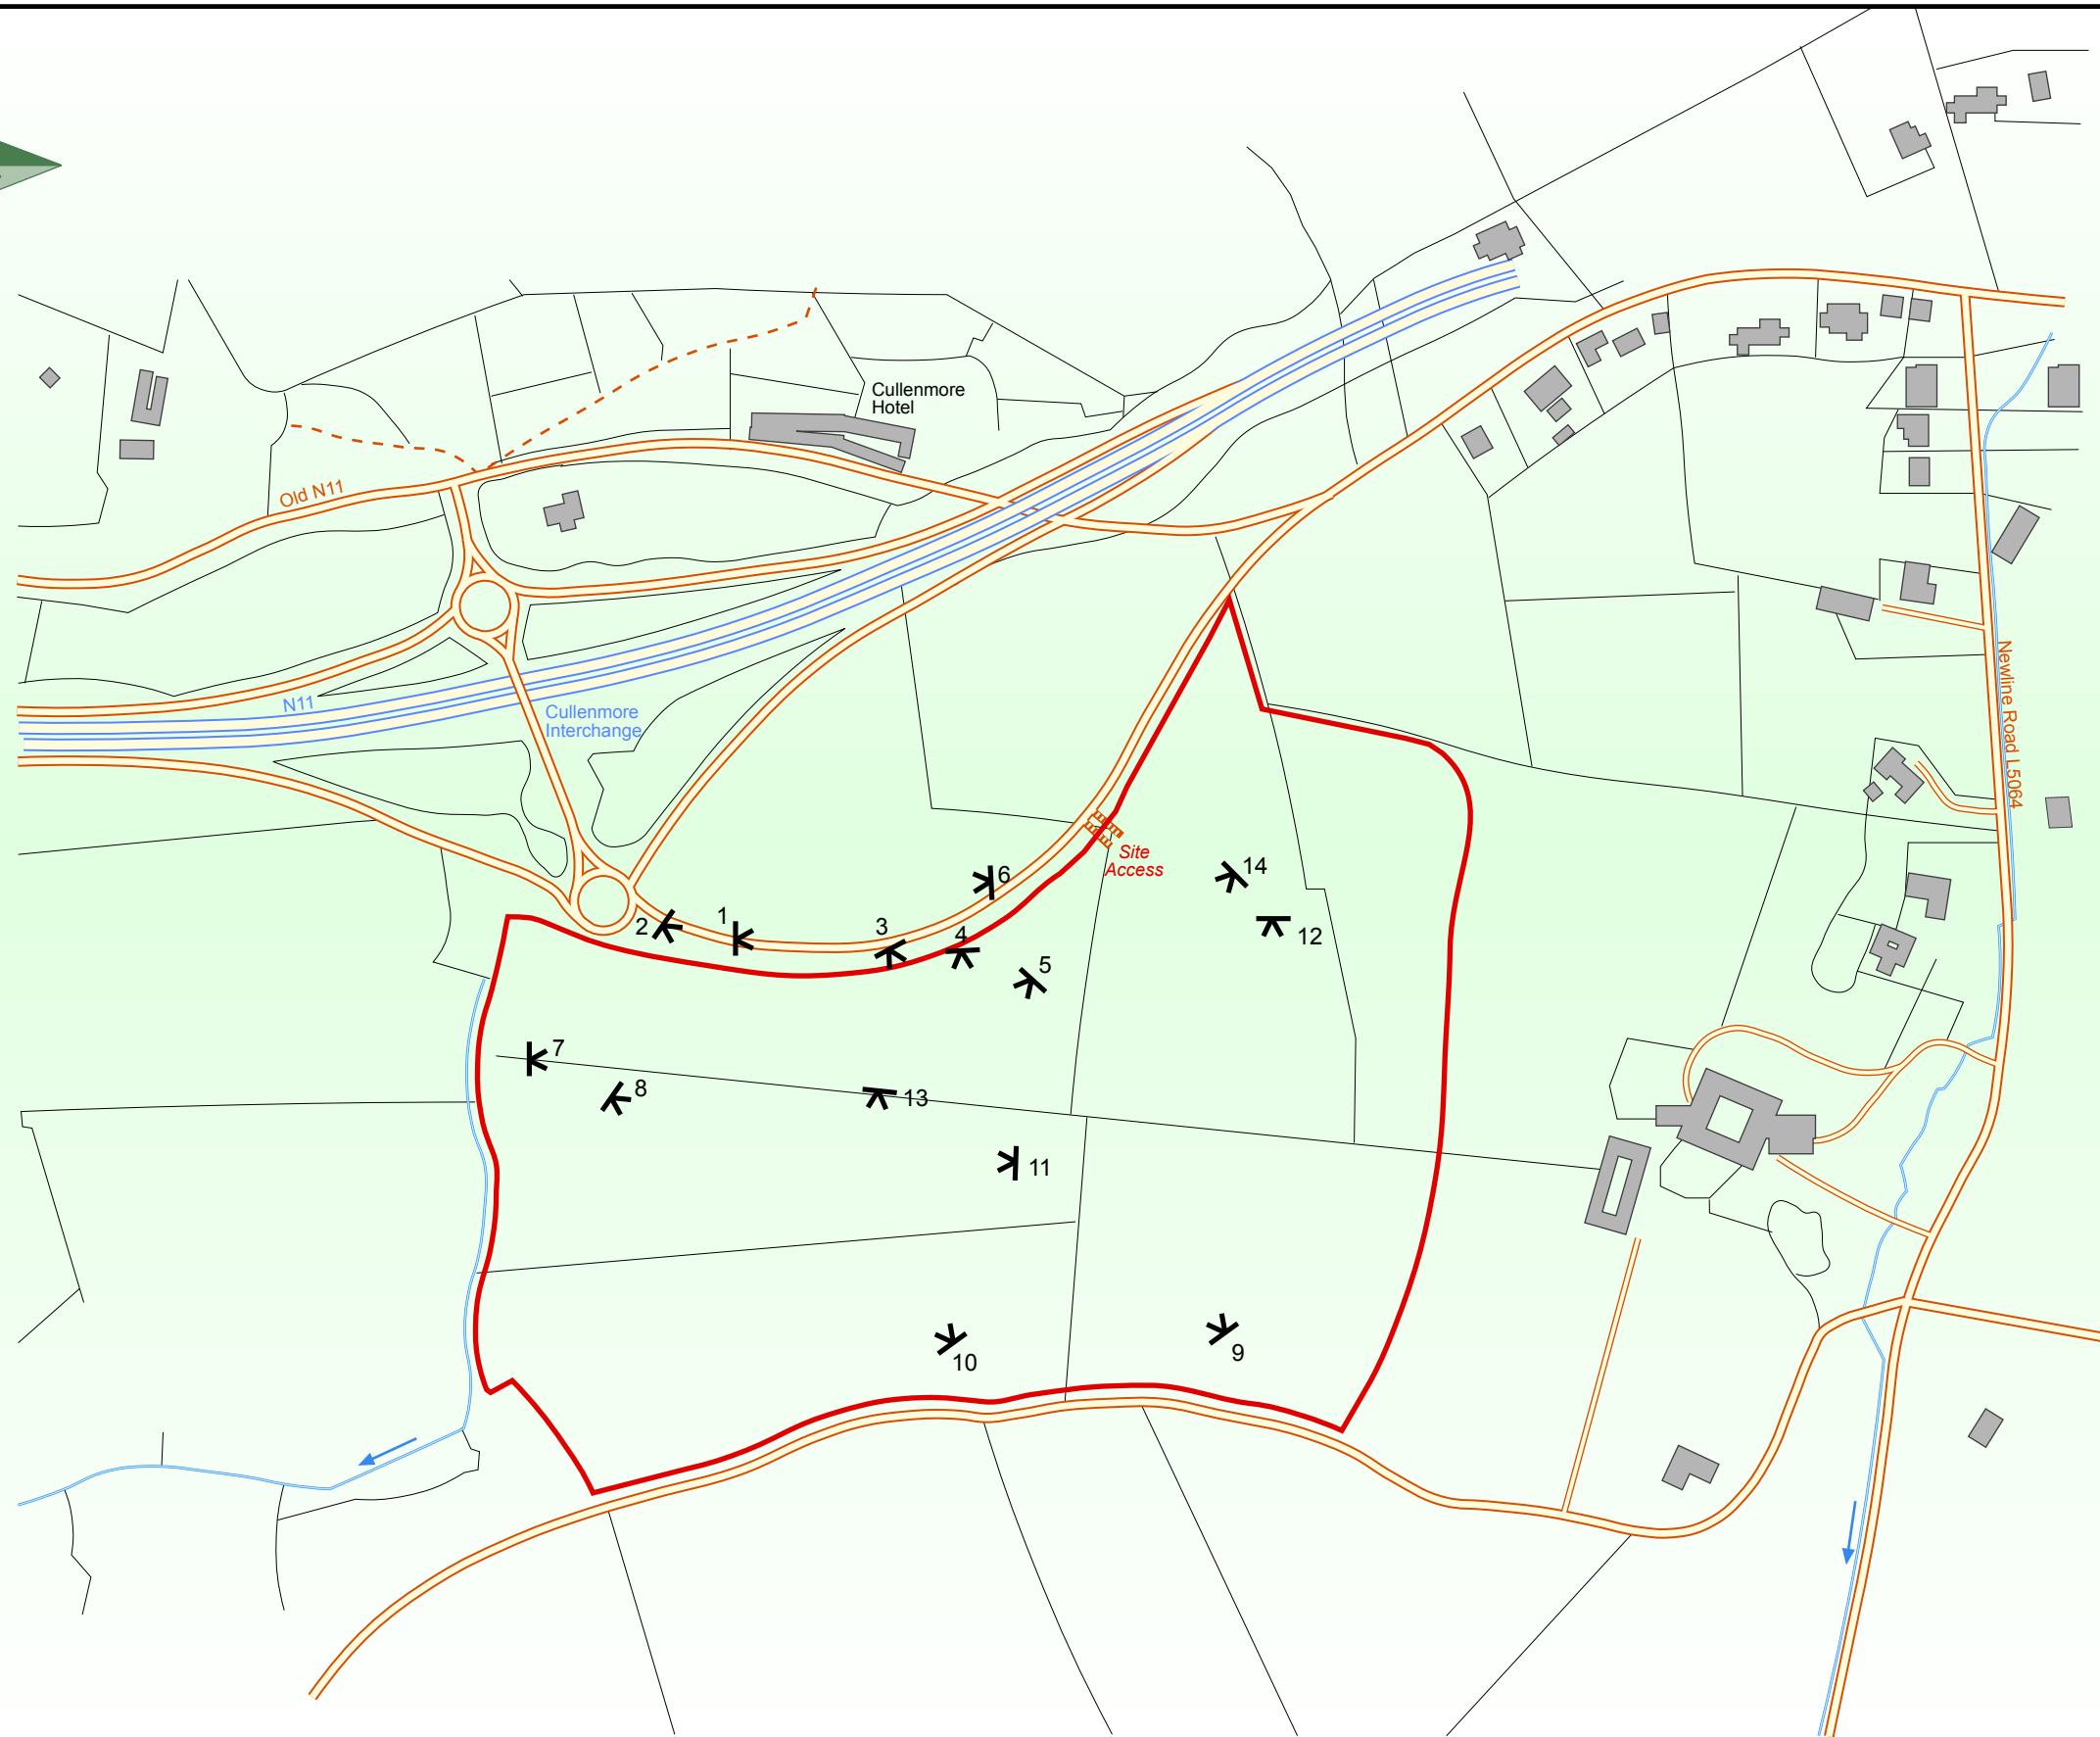 Cullenmore
Hotel
Old N11
N11
Cullenmore
Interchange
Newline Road L5064
Site
Access
14
6
1
2
3
4
12
5
7
8
13
11
9
10